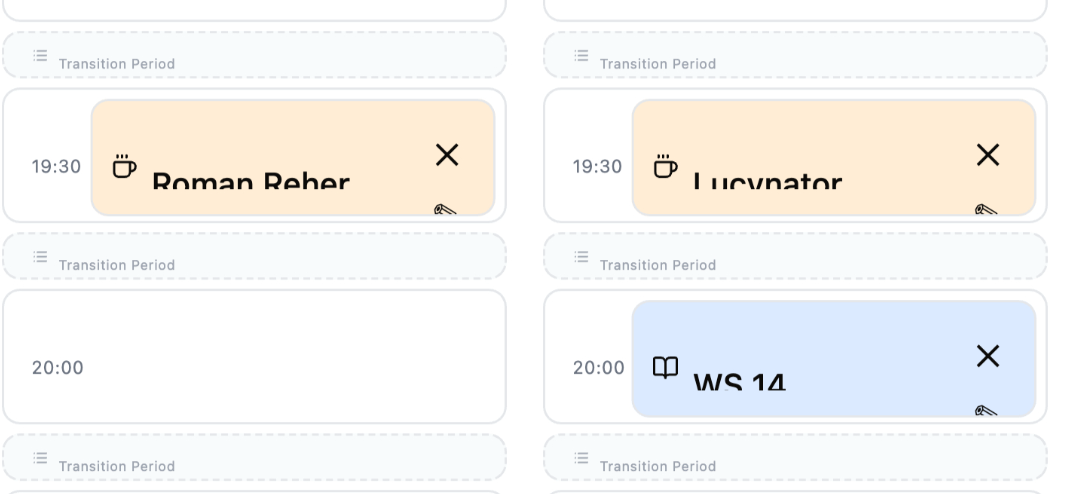 Transition Period
Transition Period
19:30
Roman Reber
19:30
Lucynator
Transition Period
Transition Period
20:00
20:00
WS 14
Transition Period
Transition Period